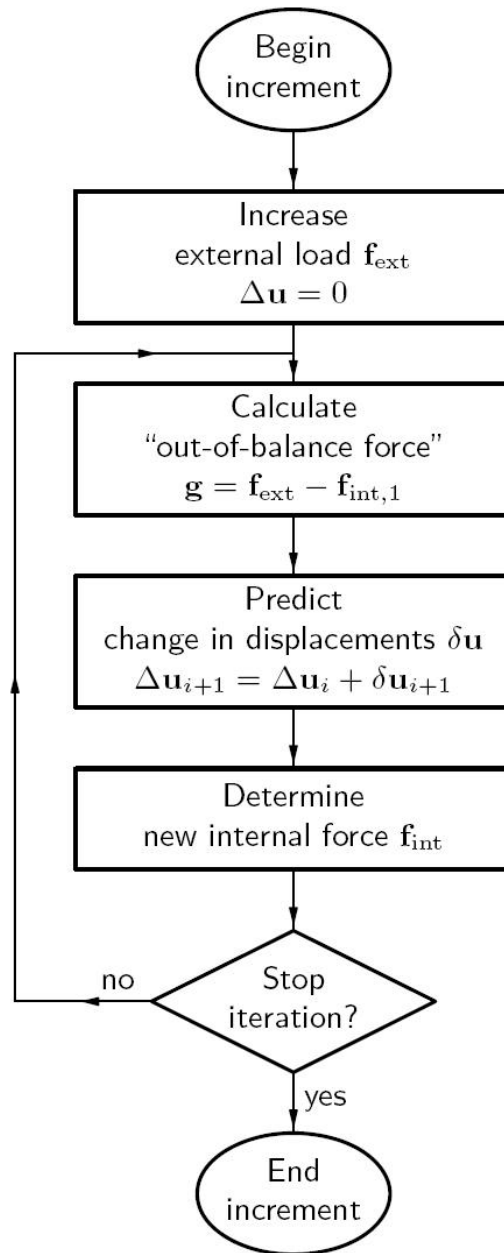 Begin
increment
Increase
external load f_ext
Δu = 0
Calculate
“out-of-balance force”
g = f_ext − f_int,1
Predict
change in displacements δu
Δu_i+1 = Δu_i + δu_i+1
Determine
new internal force f_int
no
Stop
iteration?
yes
End
increment